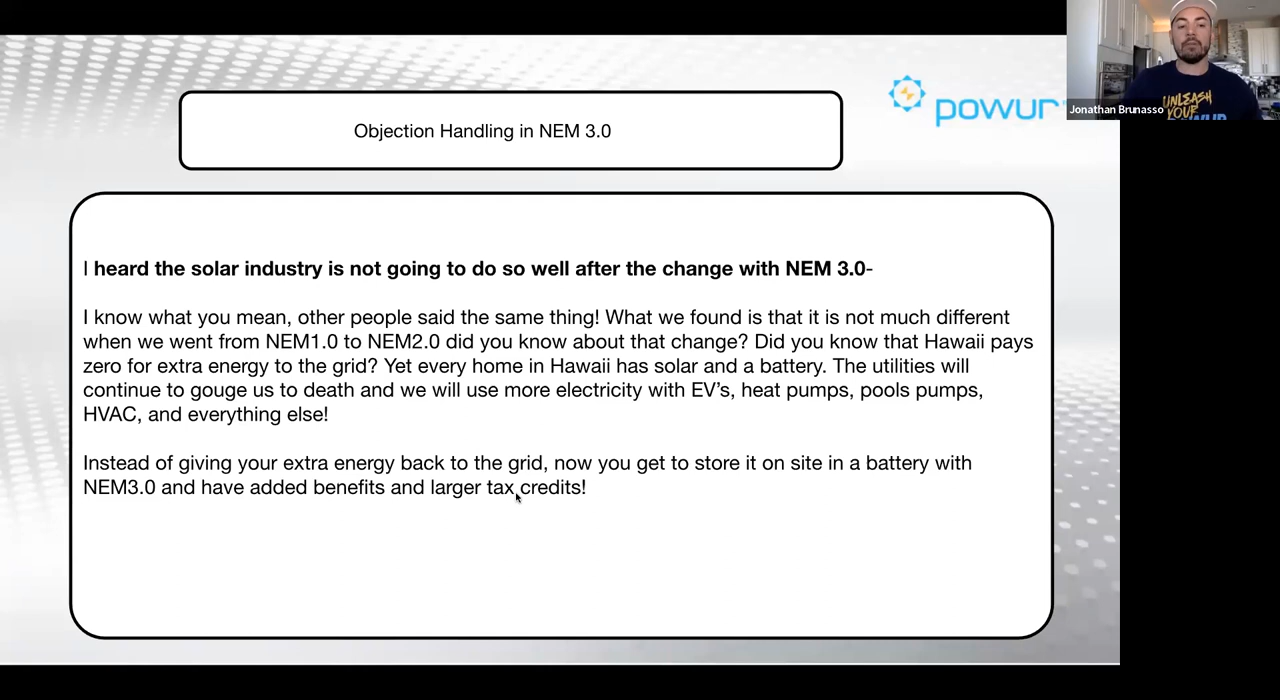 powur
Jonathan Brunasso
UNLEASH
YOUR
Objection Handling in NEM 3.0
I heard the solar industry is not going to do so well after the change with NEM 3.0-
I know what you mean, other people said the same thing! What we found is that it is not much different
when we went from NEM1.0 to NEM2.0 did you know about that change? Did you know that Hawaii pays
zero for extra energy to the grid? Yet every home in Hawaii has solar and a battery. The utilities will
continue to gouge us to death and we will use more electricity with EV’s, heat pumps, pools pumps,
HVAC, and everything else!
Instead of giving your extra energy back to the grid, now you get to store it on site in a battery with
NEM3.0 and have added benefits and larger tax credits!